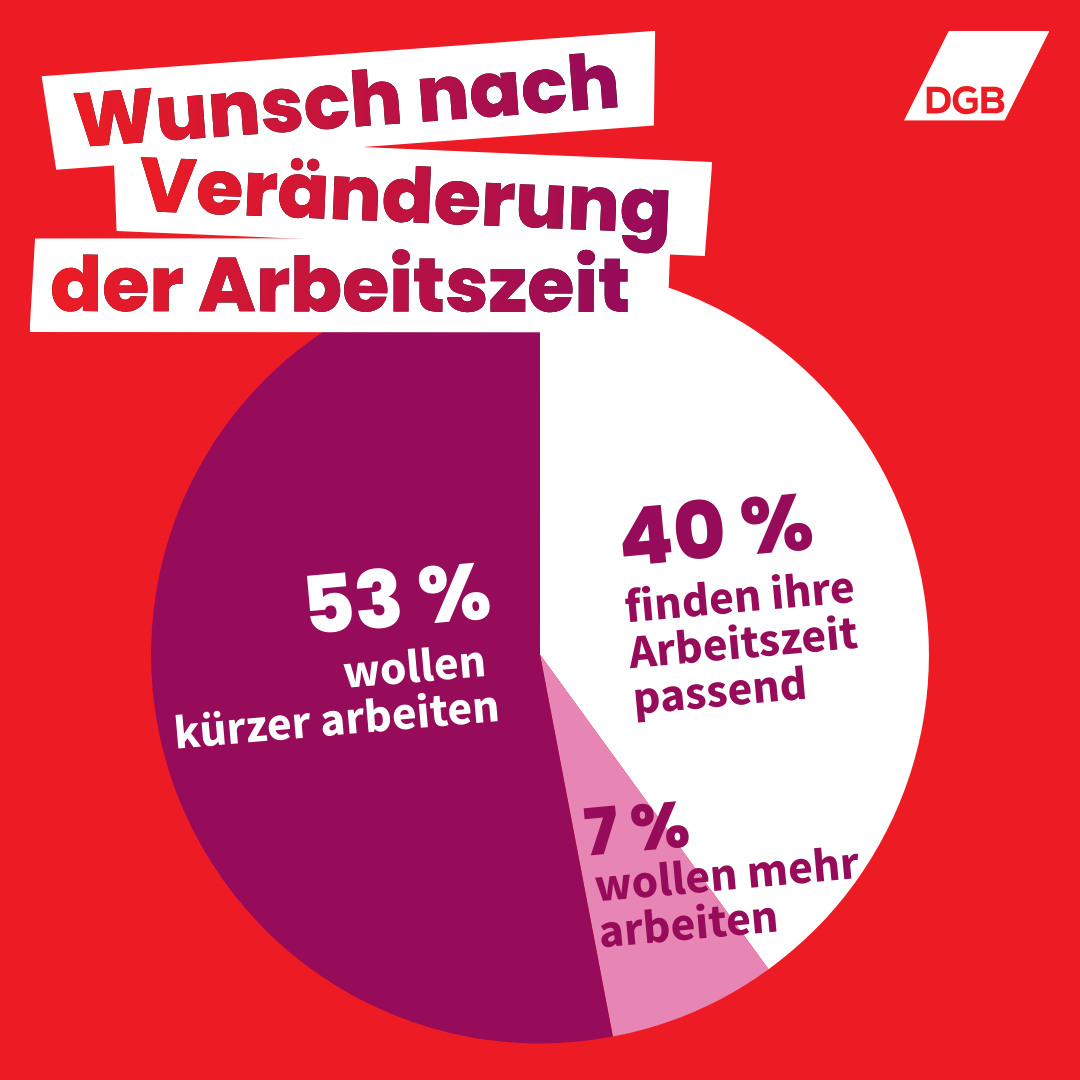 Wunsch nach
Veränderung
der Arbeitszeit
DGB
53 %
wollen
kürzer arbeiten
40 %
finden ihre
Arbeitszeit
passend
7 %
wollen mehr
arbeiten